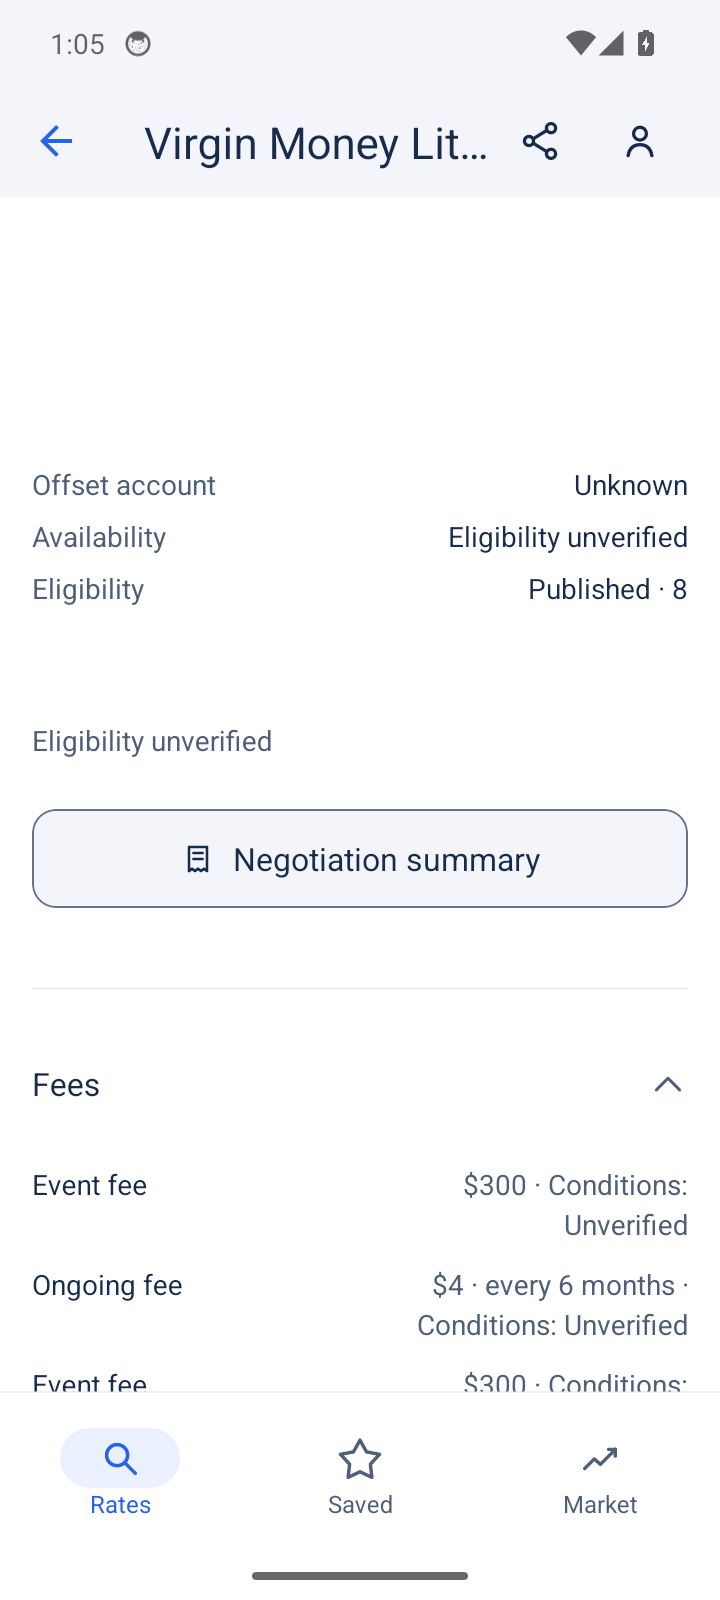 1:05
Virgin Money Lit...
Offset account Unknown
Availability Eligibility unverified
Eligibility Published · 8
Eligibility unverified
Negotiation summary
Fees
Event fee $300 · Conditions:
Unverified
Ongoing fee $4 · every 6 months ·
Conditions: Unverified
Event fee $300 · Conditions:
Rates Saved Market